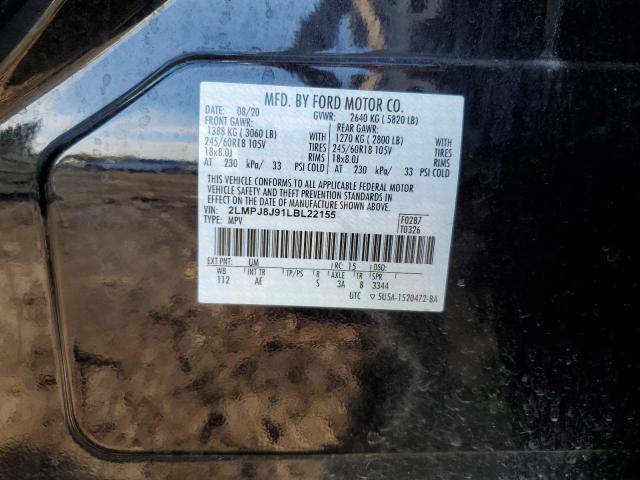 MFD. BY FORD MOTOR CO.
DATE: 08/20 GVWR: 2640 KG ( 5820 LB)
FRONT GAWR: REAR GAWR:
1388 KG ( 3060 LB) 1270 KG ( 2800 LB)
245/60R18 105V TIRES 245/60R18 105V TIRES
18x8.0J RIMS 18x8.0J RIMS
AT 230 kPa/ 33 PSI COLD AT 230 kPa/ 33 PSI COLD
THIS VEHICLE CONFORMS TO ALL APPLICABLE FEDERAL MOTOR
VEHICLE SAFETY AND THEFT PREVENTION STANDARDS IN EFFECT
ON THE DATE OF MANUFACTURE SHOWN ABOVE.
VIN: 2LMPJ8J91LBL22155 F0287
TYPE: MPV T0326
EXT PNT: UM RC: 15 DSO:
WB INT TR TP/PS R AXLE TR SPR
112 AE S 3A 8 3344
UTC ▽ 5U5A-1520472-BA